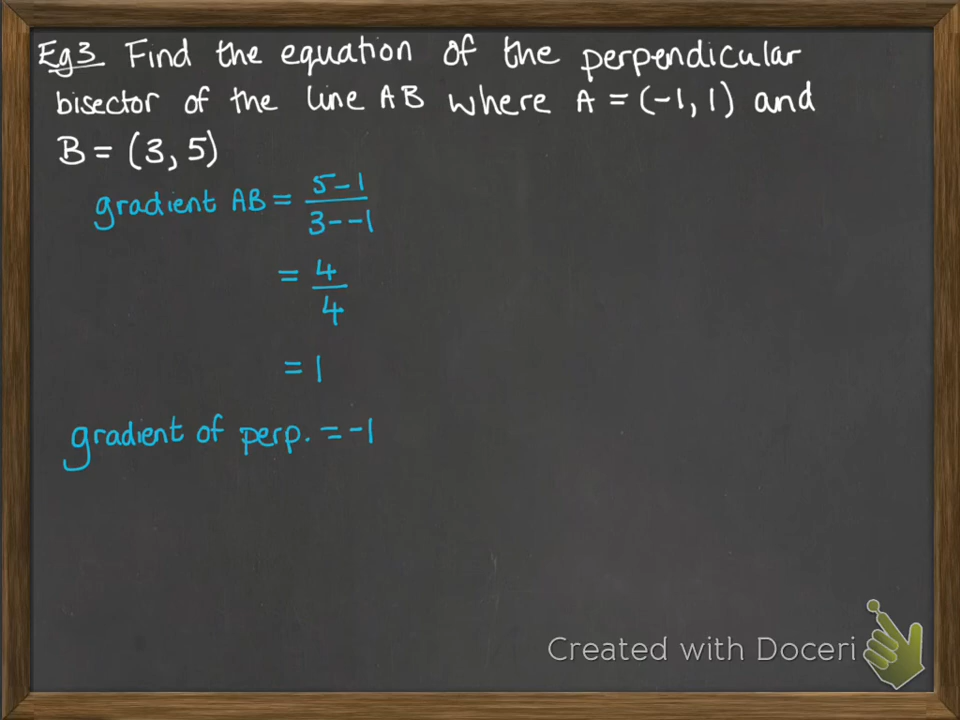 Eg3. Find the equation of the perpendicular
bisector of the line AB where A = (-1, 1) and
B = (3, 5)
gradient AB = 5-1 / 3--1
= 4 / 4
= 1
gradient of perp. = -1
Created with Doceri